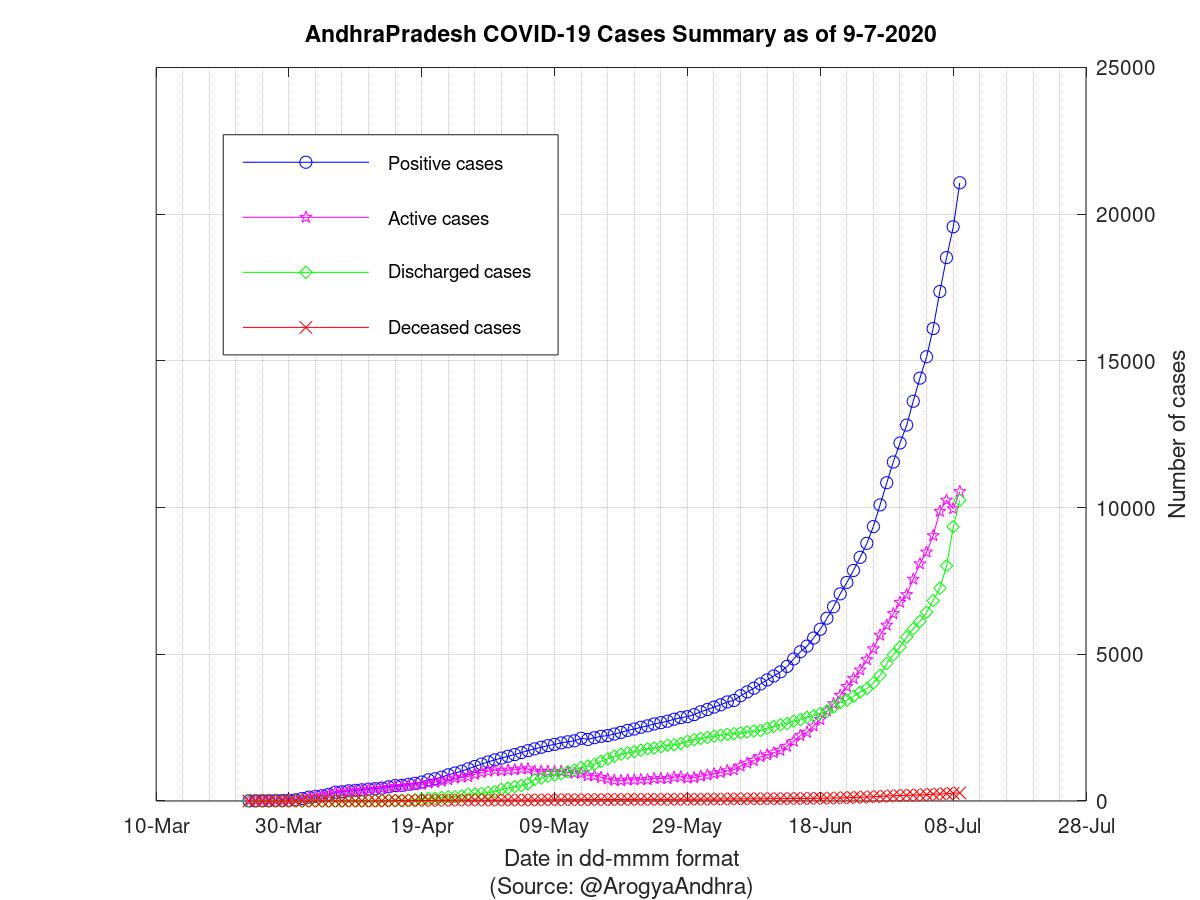 AndhraPradesh COVID-19 Cases Summary as of 9-7-2020
Positive cases
Active cases
Discharged cases
Deceased cases
25000
20000
15000
10000
5000
0
Number of cases
10-Mar 30-Mar 19-Apr 09-May 29-May 18-Jun 08-Jul 28-Jul
Date in dd-mmm format
(Source: @ArogyaAndhra)